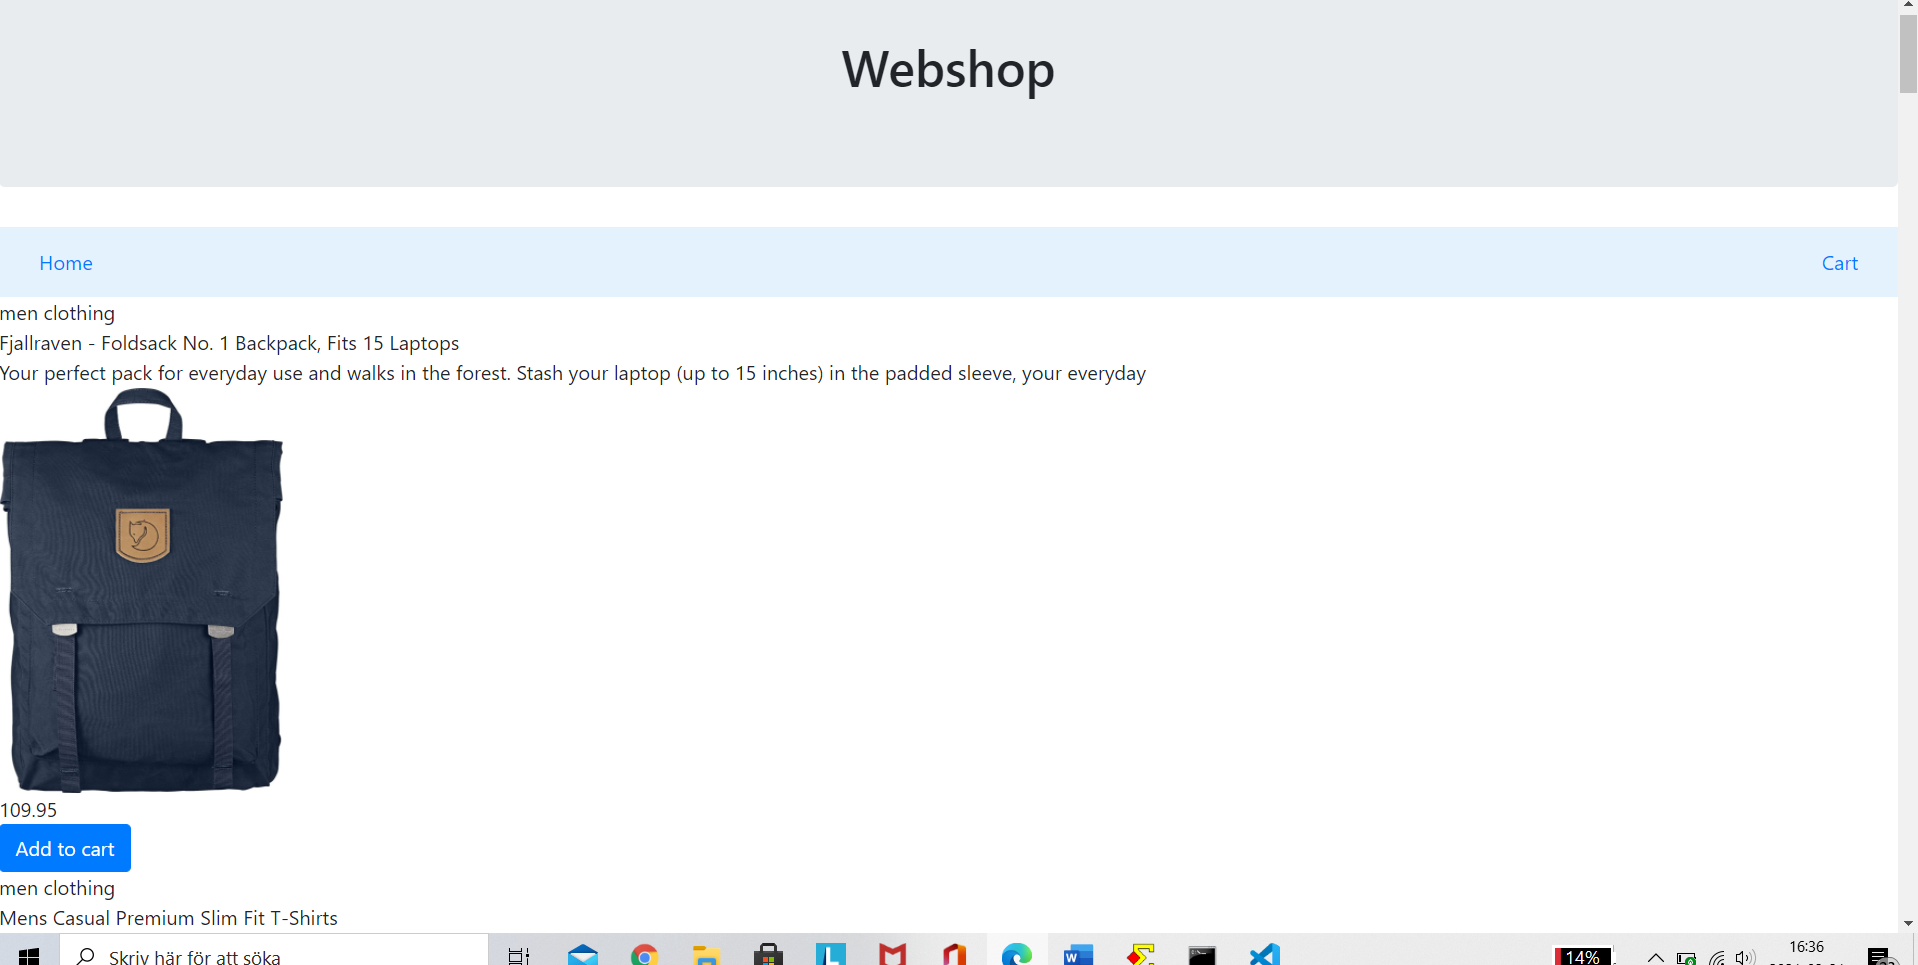 Webshop
Home
Cart
men clothing
Fjallraven - Foldsack No. 1 Backpack, Fits 15 Laptops
Your perfect pack for everyday use and walks in the forest. Stash your laptop (up to 15 inches) in the padded sleeve, your everyday
109.95
Add to cart
men clothing
Mens Casual Premium Slim Fit T-Shirts
Skriv här för att söka
14%
16:36